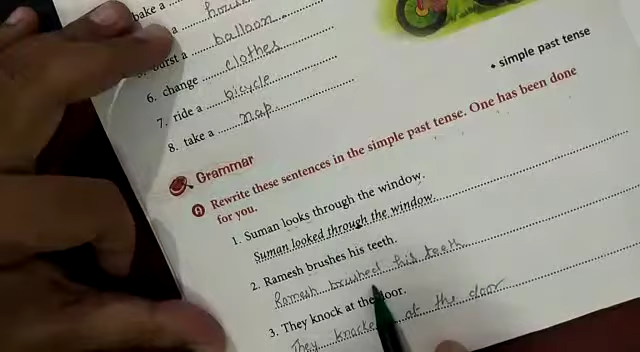 bake a
a
burst a balloon
6. change clothes
7. ride a bicycle
8. take a nap
• simple past tense
Grammar
A Rewrite these sentences in the simple past tense. One has been done
for you.
1. Suman looks through the window.
Suman looked through the window.
2. Ramesh brushes his teeth.
Ramesh brushed his teeth
3. They knock at the door.
They at the door